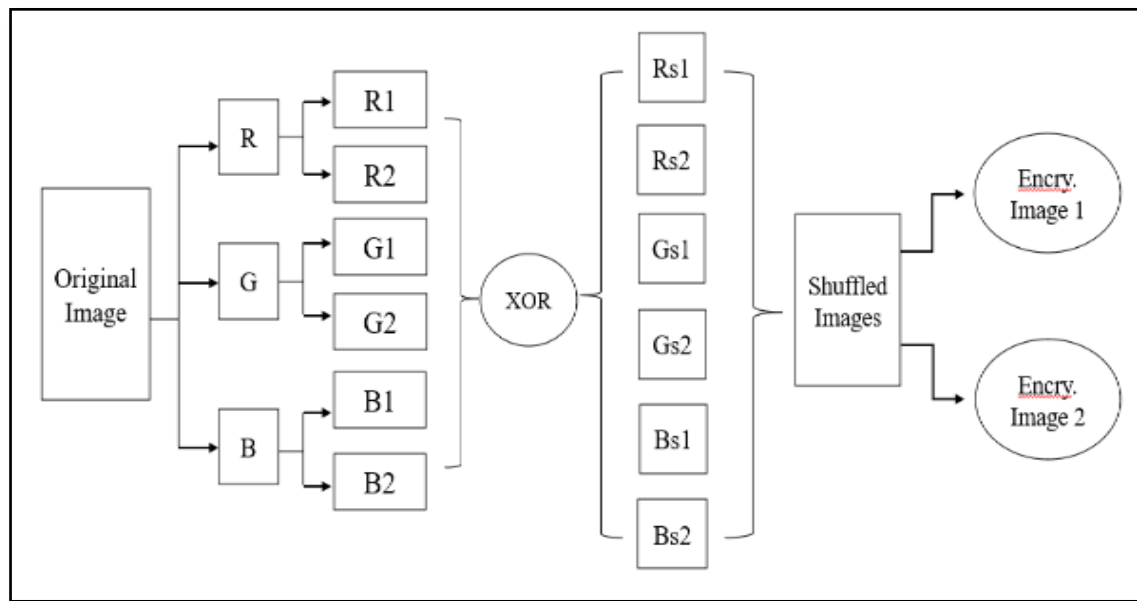 Original
Image
R
G
B
R1
R2
G1
G2
B1
B2
XOR
Rs1
Rs2
Gs1
Gs2
Bs1
Bs2
Shuffled
Images
Encry.
Image 1
Encry.
Image 2